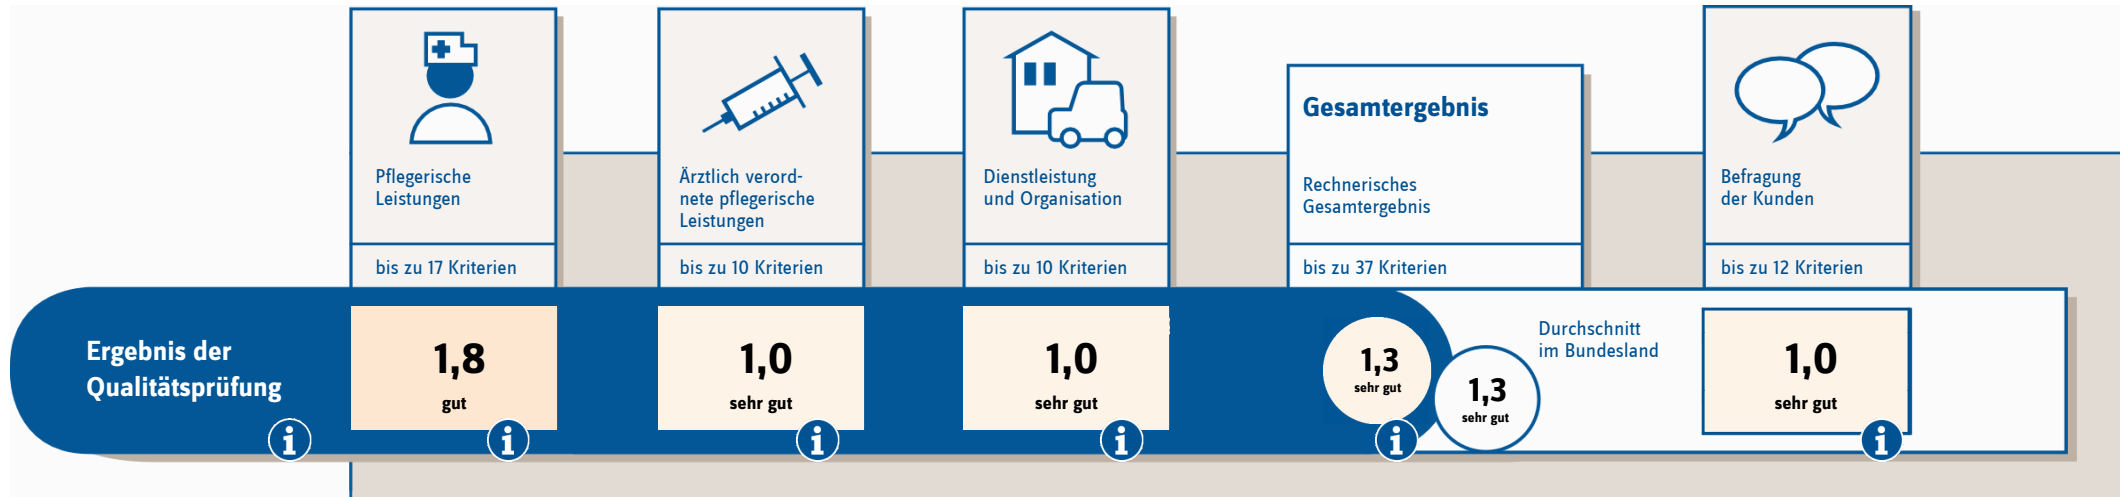 Pflegerische
Leistungen
bis zu 17 Kriterien
Ärztlich verord-
nete pflegerische
Leistungen
bis zu 10 Kriterien
Dienstleistung
und Organisation
bis zu 10 Kriterien
Gesamtergebnis
Rechnerisches
Gesamtergebnis
bis zu 37 Kriterien
Befragung
der Kunden
bis zu 12 Kriterien
Ergebnis der
Qualitätsprüfung
i
1,8
gut
i
1,0
sehr gut
i
1,0
sehr gut
i
1,3
sehr gut
i
1,3
sehr gut
Durchschnitt
im Bundesland
1,0
sehr gut
i